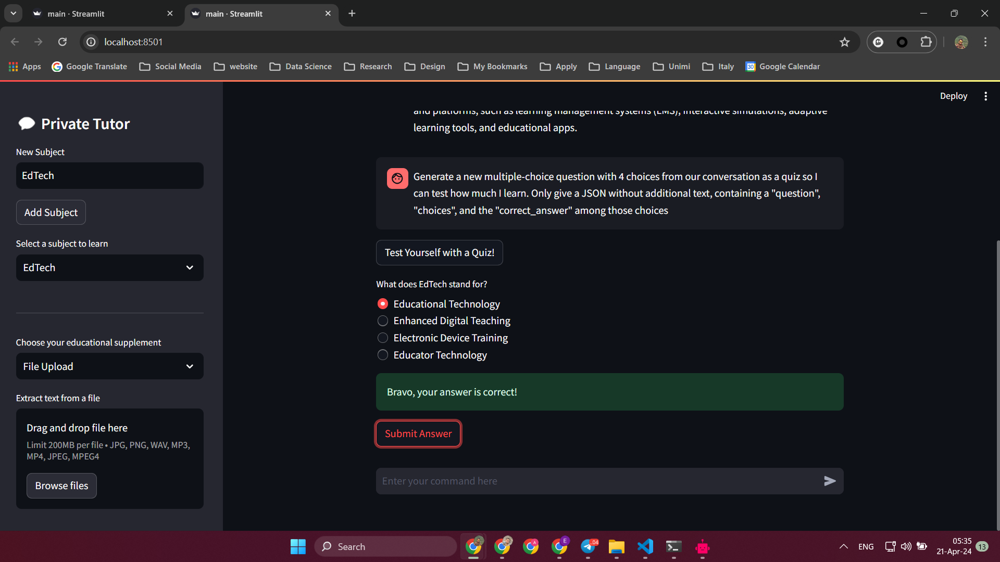 main · Streamlit
main · Streamlit
localhost:8501
Apps
Google Translate
Social Media
website
Data Science
Research
Design
My Bookmarks
Apply
Language
Unimi
Italy
30
Google Calendar
Deploy
Private Tutor
New Subject
EdTech
Add Subject
Select a subject to learn
EdTech
Choose your educational supplement
File Upload
Extract text from a file
Drag and drop file here
Limit 200MB per file • JPG, PNG, WAV, MP3,
MP4, JPEG, MPEG4
Browse files
and platforms, such as learning management systems (LMS), interactive simulations, adaptive
learning tools, and educational apps.
Generate a new multiple-choice question with 4 choices from our conversation as a quiz so I
can test how much I learn. Only give a JSON without additional text, containing a "question",
"choices", and the "correct_answer" among those choices
Test Yourself with a Quiz!
What does EdTech stand for?
Educational Technology
Enhanced Digital Teaching
Electronic Device Training
Educator Technology
Bravo, your answer is correct!
Submit Answer
Enter your command here
Search
A
E
..04
ENG
05:35
21-Apr-24
13